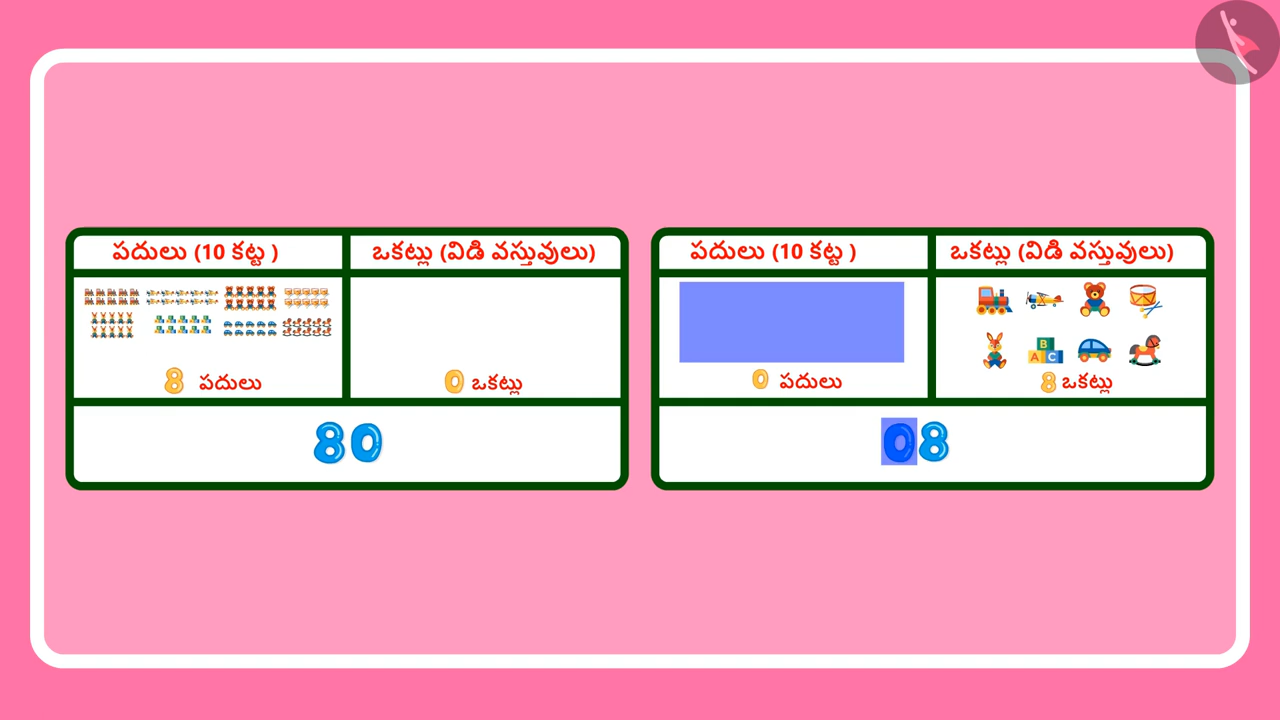 పదులు (10 కట్ట )
ఒకట్లు (విడి వస్తువులు)
8 పదులు
0 ఒకట్లు
80
పదులు (10 కట్ట )
ఒకట్లు (విడి వస్తువులు)
0 పదులు
A B C
8 ఒకట్లు
08